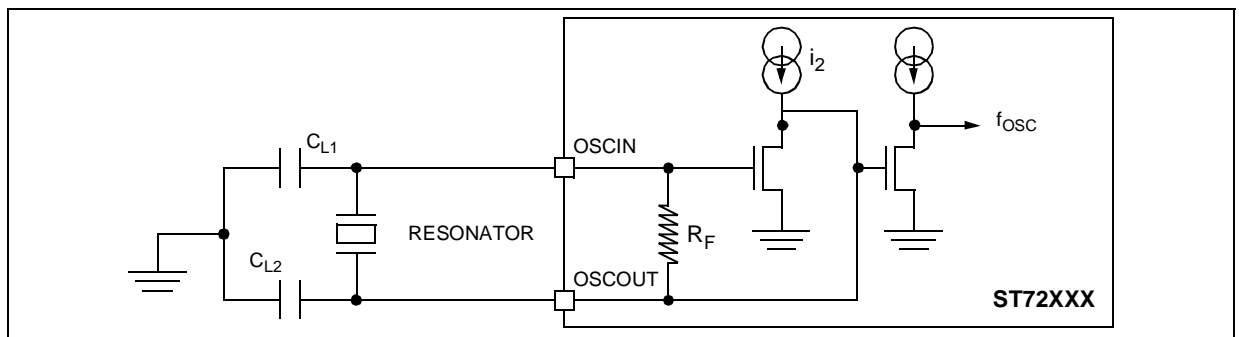 i2
fOSC
CL1
OSCIN
RESONATOR
RF
CL2
OSCOUT
ST72XXX